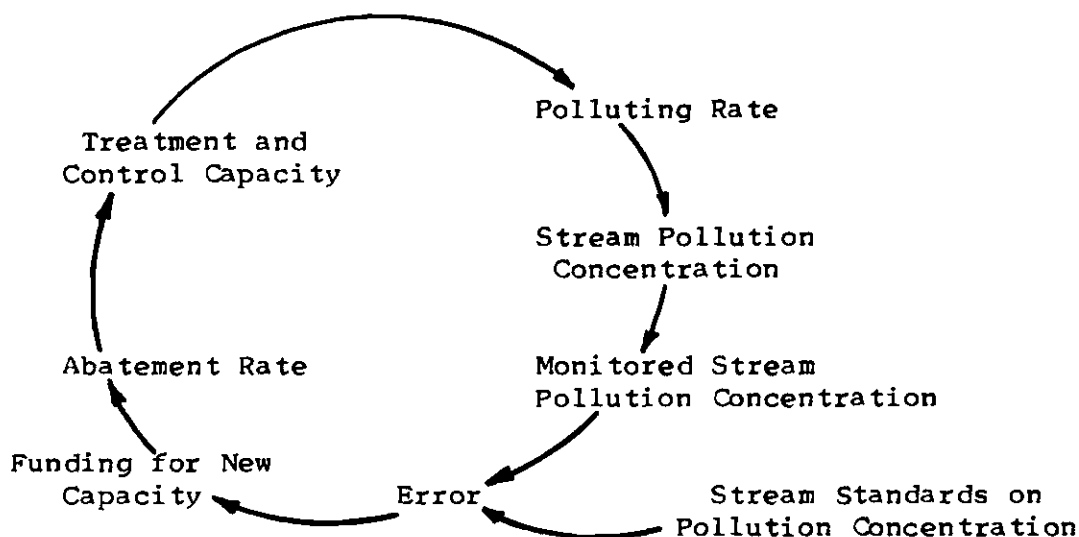 Polluting Rate
Treatment and
Control Capacity
Stream Pollution
Concentration
Abatement Rate
Monitored Stream
Pollution Concentration
Funding for New
Capacity
Error
Stream Standards on
Pollution Concentration